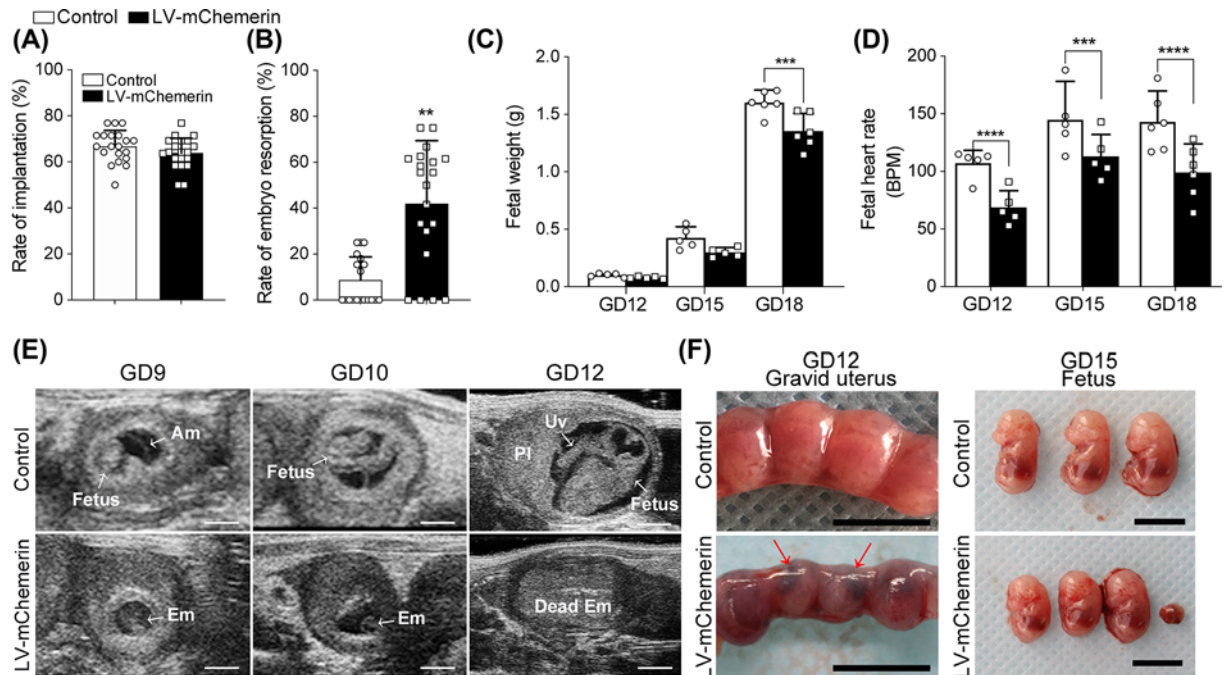 Control LV-mChemerin
(A)
Rate of implantation (%)
100
80
60
40
20
0
Control
LV-mChemerin
(B)
Rate of embryo resorption (%)
100
80
60
40
20
0
**
(C)
Fetal weight (g)
2.0
1.5
1.0
0.5
0.0
***
GD12 GD15 GD18
(D)
Fetal heart rate
(BPM)
200
150
100
50
0
****
***
****
GD12 GD15 GD18
(E)
GD9 GD10 GD12
Control
Am
Fetus
Fetus
Uv
Pl
Fetus
LV-mChemerin
Em
Em
Dead Em
(F)
GD12
Gravid uterus
GD15
Fetus
Control
Control
LV-mChemerin
LV-mChemerin